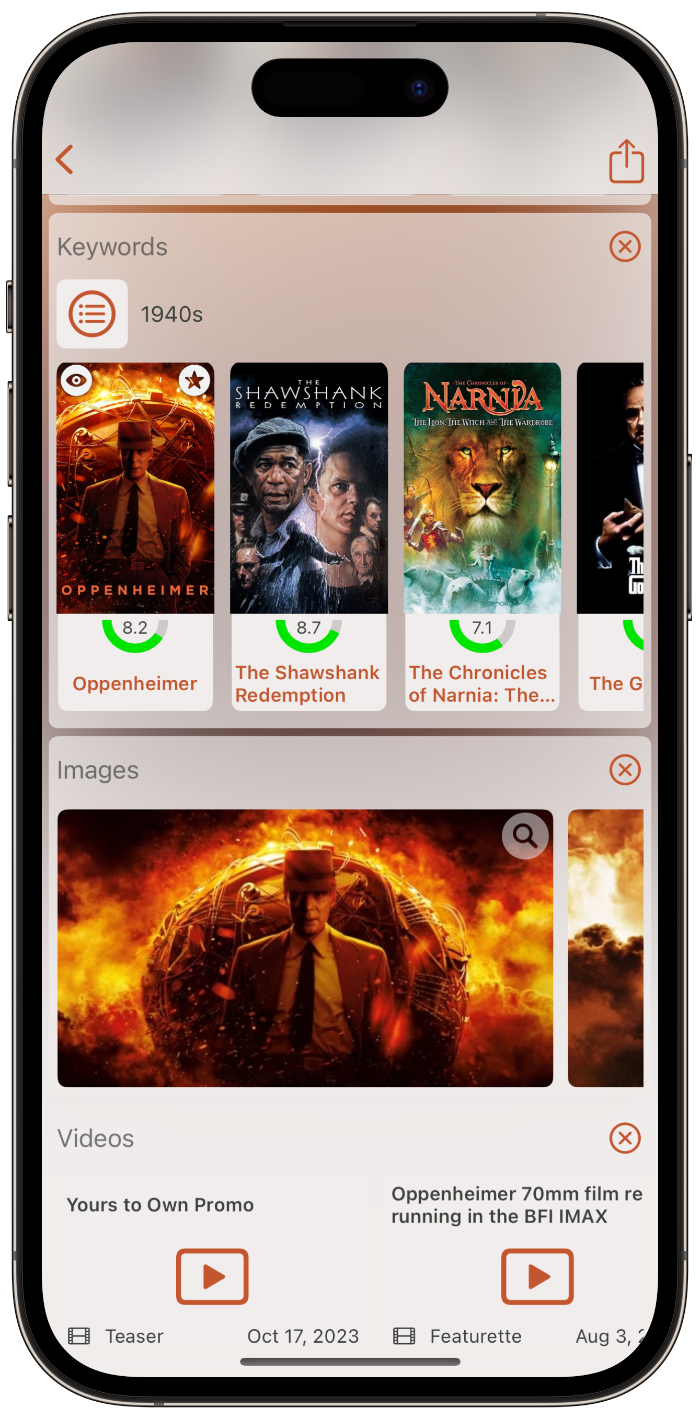 Keywords
1940s
OPPENHEIMER
THE
SHAWSHANK
REDEMPTION
THE CHRONICLES OF
NARNIA
THE LION, THE WITCH AND THE WARDROBE
8.2
8.7
7.1
Oppenheimer
The Shawshank
Redemption
The Chronicles
of Narnia: The...
The G
Images
Videos
Yours to Own Promo
Oppenheimer 70mm film re
running in the BFI IMAX
Teaser
Oct 17, 2023
Featurette
Aug 3, 2